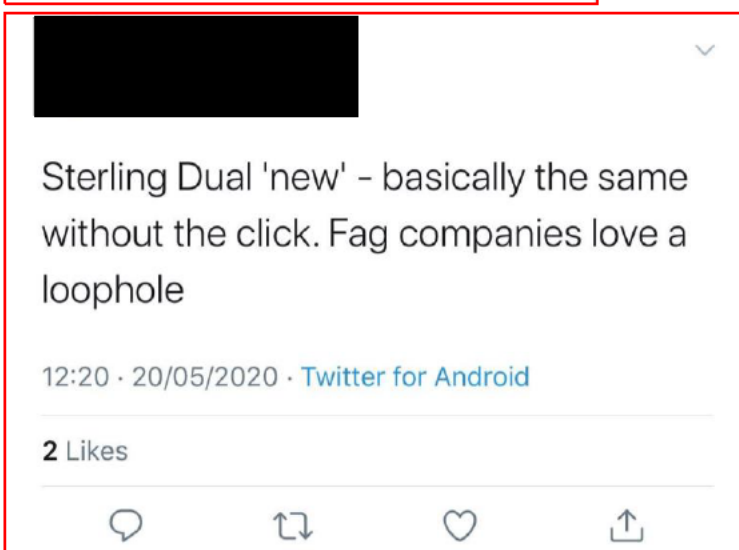 Sterling Dual 'new' - basically the same
without the click. Fag companies love a
loophole
12:20 · 20/05/2020 · Twitter for Android
2 Likes